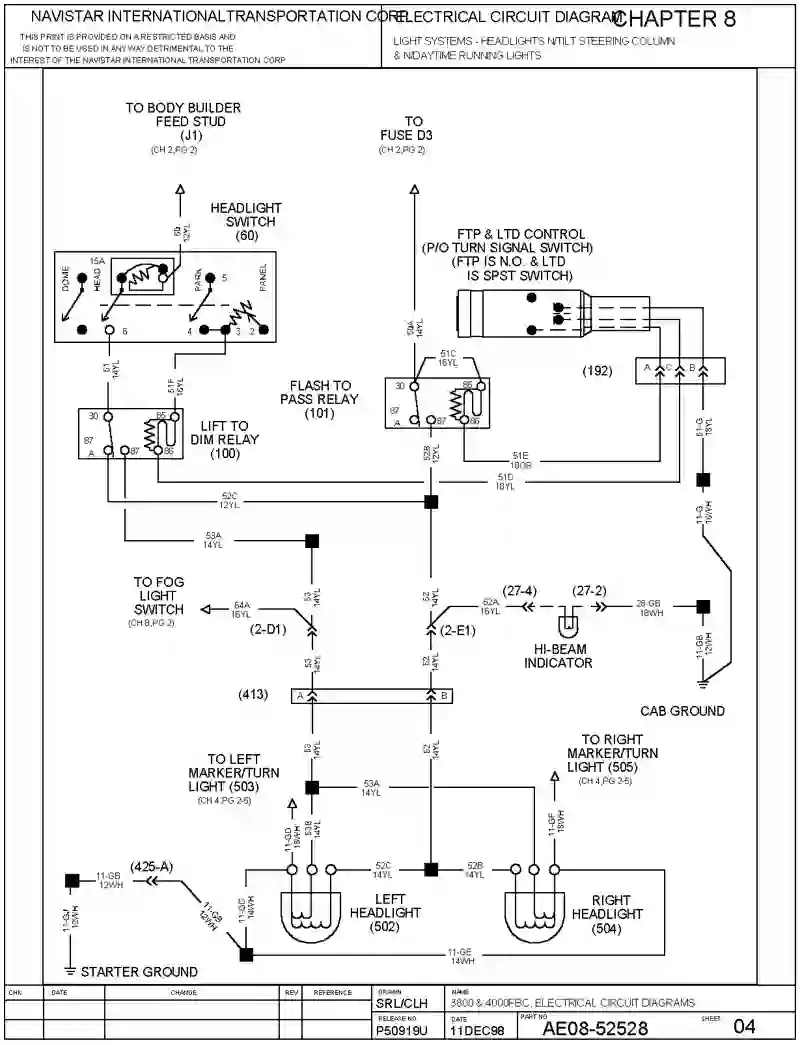 NAVISTAR INTERNATIONAL TRANSPORTATION CORP.
THIS PRINT IS PROVIDED ON A RESTRICTED BASIS AND
IS NOT TO BE USED IN ANY WAY DETRIMENTAL TO THE
INTEREST OF THE NAVISTAR INTERNATIONAL TRANSPORTATION CORP
ELECTRICAL CIRCUIT DIAGRAM
CHAPTER 8
LIGHT SYSTEMS - HEADLIGHTS N/TILT STEERING COLUMN
& N/DAYTIME RUNNING LIGHTS
TO BODY BUILDER
FEED STUD
(J1)
(CH 2,PG 2)
TO
FUSE D3
(CH 2,PG 2)
HEADLIGHT
SWITCH
(60)
12YL
FTP & LTD CONTROL
(P/O TURN SIGNAL SWITCH)
(FTP IS N.O. & LTD
IS SPST SWITCH)
DOME
HEAD
15A
PARK
5
PANEL
6
4
3
2
14YL
51
14YL
51F
16YL
51C
16YL
(192)
A
C
B
FLASH TO
PASS RELAY
(101)
30
86
87
A
87
86
30
86
87
A
87
86
LIFT TO
DIM RELAY
(100)
52B
12YL
51E
18OR
51D
18YL
51-G
18YL
52C
12YL
53A
14YL
11-G
16WH
TO FOG
LIGHT
SWITCH
(CH 8,PG 2)
64A
16YL
53
14YL
52
14YL
(2-D1)
(2-E1)
62A
16YL
(27-4)
(27-2)
28-GB
18WH
HI-BEAM
INDICATOR
11-GB
12WH
53
14YL
52
14YL
(413)
A
B
CAB GROUND
TO LEFT
MARKER/TURN
LIGHT (503)
(CH 4,PG 2-5)
53
14YL
52
14YL
TO RIGHT
MARKER/TURN
LIGHT (505)
(CH 4,PG 2-5)
53A
14YL
11-GD
18WH
53B
14YL
11-GF
18WH
52C
14YL
52B
14YL
11-GB
12WH
(425-A)
11-GJ
10WH
11-GB
12WH
14WH
LEFT
HEADLIGHT
(502)
RIGHT
HEADLIGHT
(504)
11-GE
14WH
STARTER GROUND
CHK
DATE
CHANGE
REV
REFERENCE
DRAWN
SRL/CLH
NAME
3800 & 4000FBC, ELECTRICAL CIRCUIT DIAGRAMS
RELEASE NO
P50919U
DATE
11DEC98
PART NO
AE08-52528
SHEET
04